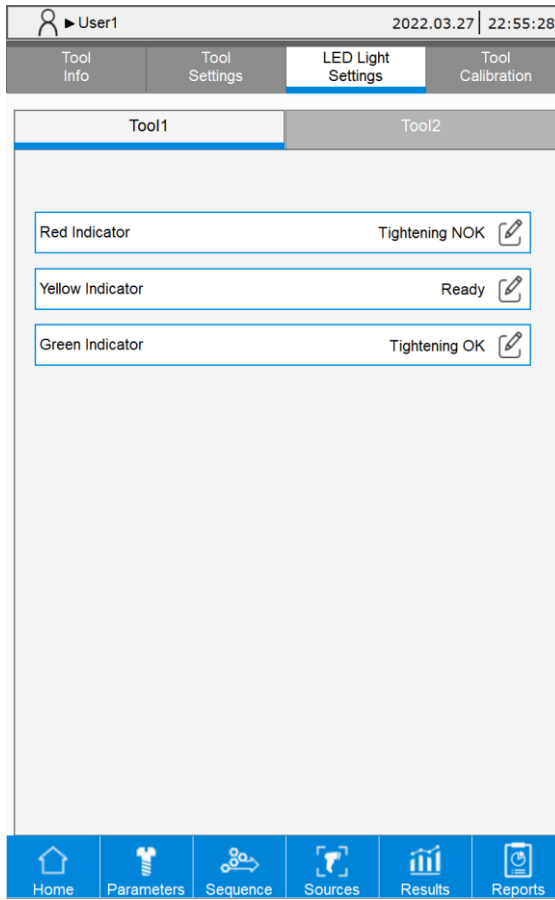 ►User1 2022.03.27 22:55:28
Tool Info
Tool Settings
LED Light Settings
Tool Calibration
Tool1 Tool2
Red Indicator Tightening NOK
Yellow Indicator Ready
Green Indicator Tightening OK
Home Parameters Sequence Sources Results Reports